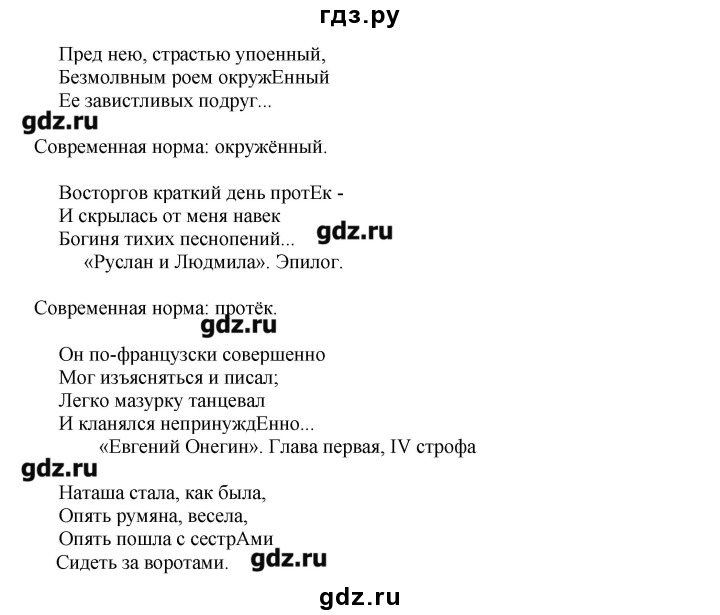 гдз.ру
Пред нею, страстью упоенный,
Безмолвным роем окружЕнный
Ее завистливых подруг...
gdz.ru
Современная норма: окружённый.
Восторгов краткий день протЕк -
И скрылась от меня навек
Богиня тихих песнопений...
gdz.ru
«Руслан и Людмила». Эпилог.
Современная норма: протёк.
gdz.ru
Он по-французски совершенно
Мог изъясняться и писал;
Легко мазурку танцевал
И кланялся непринуждЕнно...
«Евгений Онегин». Глава первая, IV строфа
gdz.ru
Наташа стала, как была,
Опять румяна, весела,
Опять пошла с сестрАми
Сидеть за воротами.
gdz.ru
gdz.ru